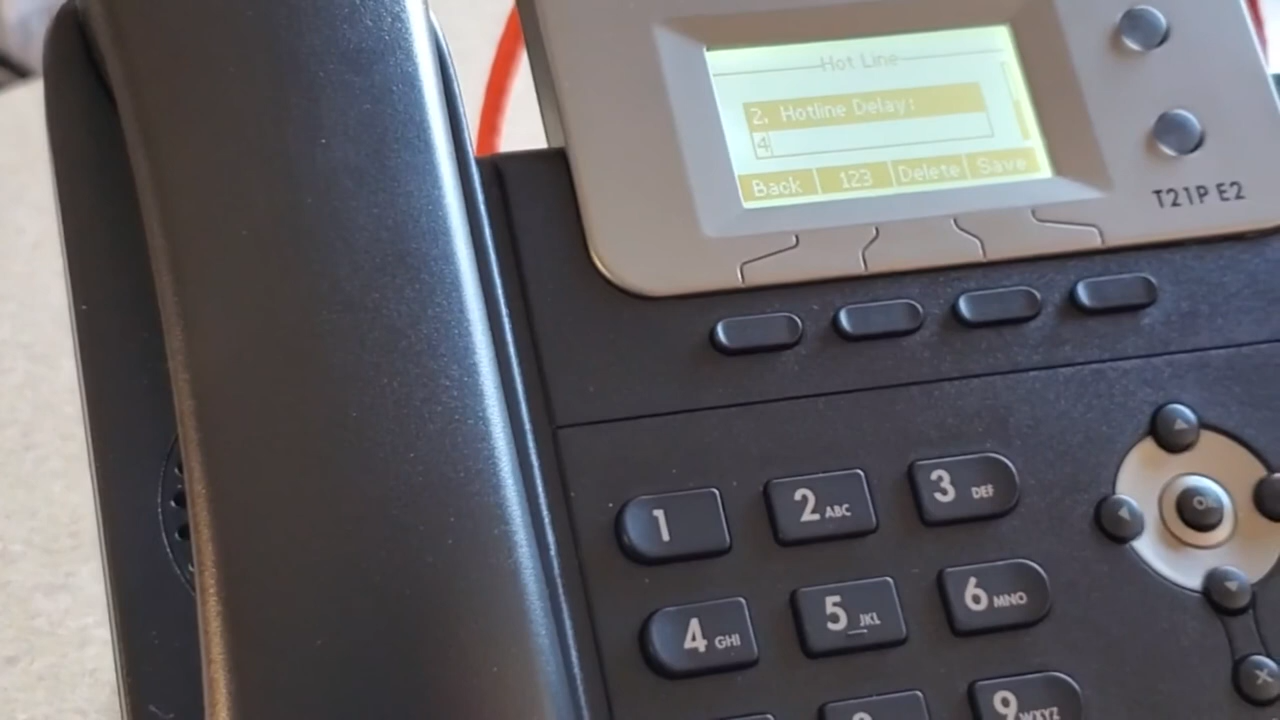 Hot Line
2. Hotline Delay:
4
Back 123 Delete Save
T21P E2
1 2 ABC 3 DEF
4 GHI 5 JKL 6 MNO
9 WXYZ